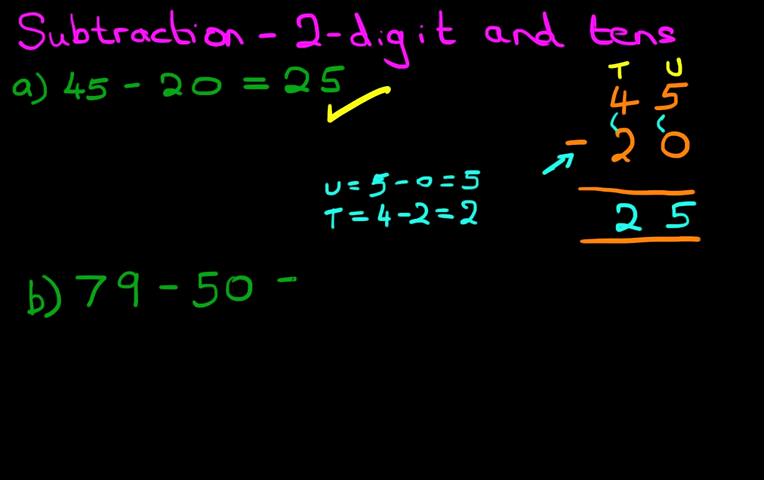 Subtraction - 2-digit and tens
a) 45 - 20 = 25
T U
4 5
- 2 0
2 5
U = 5 - 0 = 5
T = 4 - 2 = 2
b) 79 - 50 -